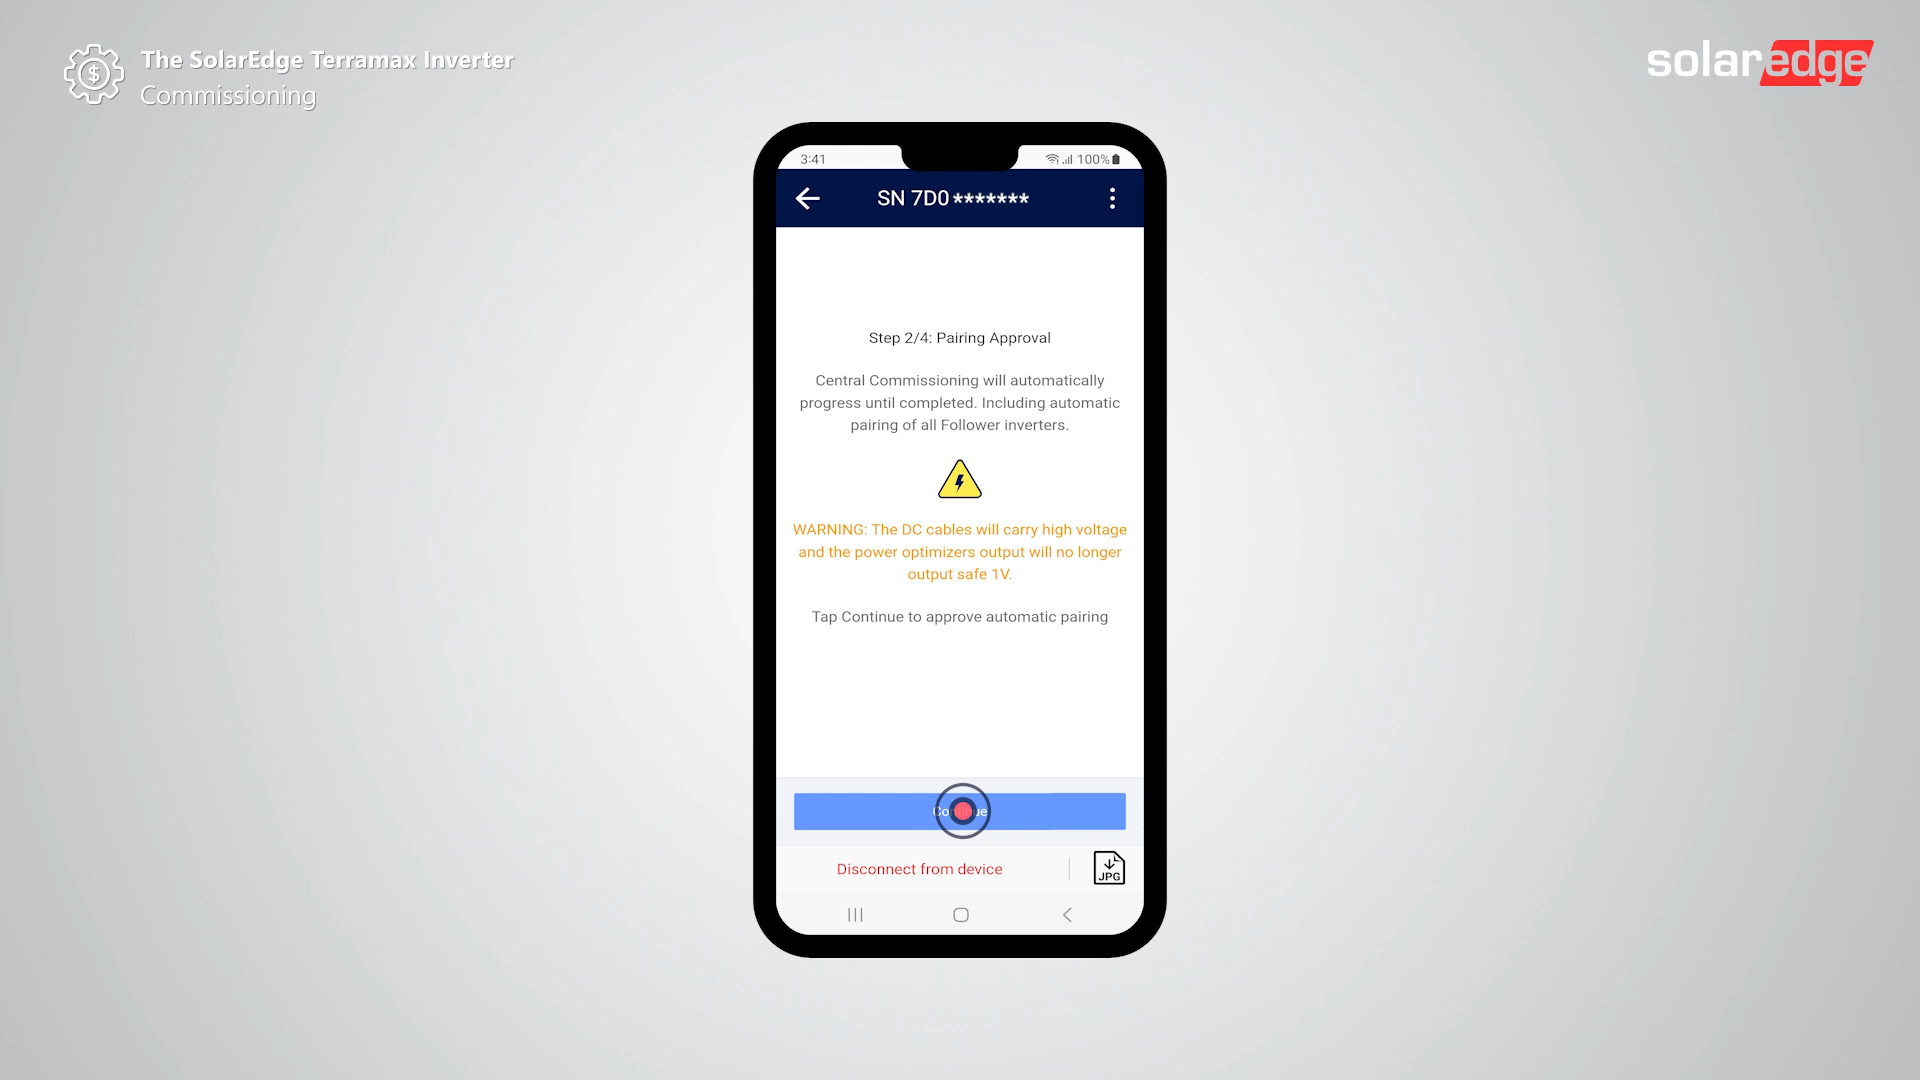 The SolarEdge Terramax Inverter
Commissioning
solaredge
3:41
100%
SN 7D0*******
Step 2/4: Pairing Approval
Central Commissioning will automatically
progress until completed. Including automatic
pairing of all Follower inverters.
WARNING: The DC cables will carry high voltage
and the power optimizers output will no longer
output safe 1V.
Tap Continue to approve automatic pairing
Continue
Disconnect from device
JPG